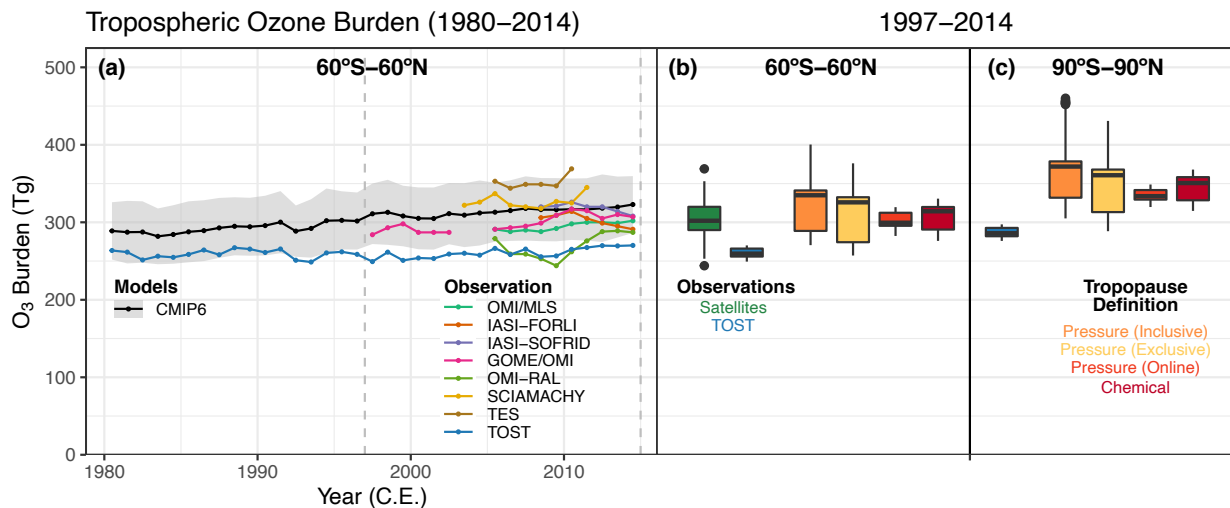 Tropospheric Ozone Burden (1980−2014)
1997−2014
(a)
60°S−60°N
(b)
60°S−60°N
(c)
90°S−90°N
O3 Burden (Tg)
500
400
300
200
100
0
Models
CMIP6
Observation
OMI/MLS
IASI−FORLI
IASI−SOFRID
GOME/OMI
OMI−RAL
SCIAMACHY
TES
TOST
Observations
Satellites
TOST
Tropopause
Definition
Pressure (Inclusive)
Pressure (Exclusive)
Pressure (Online)
Chemical
1980
1990
2000
2010
Year (C.E.)